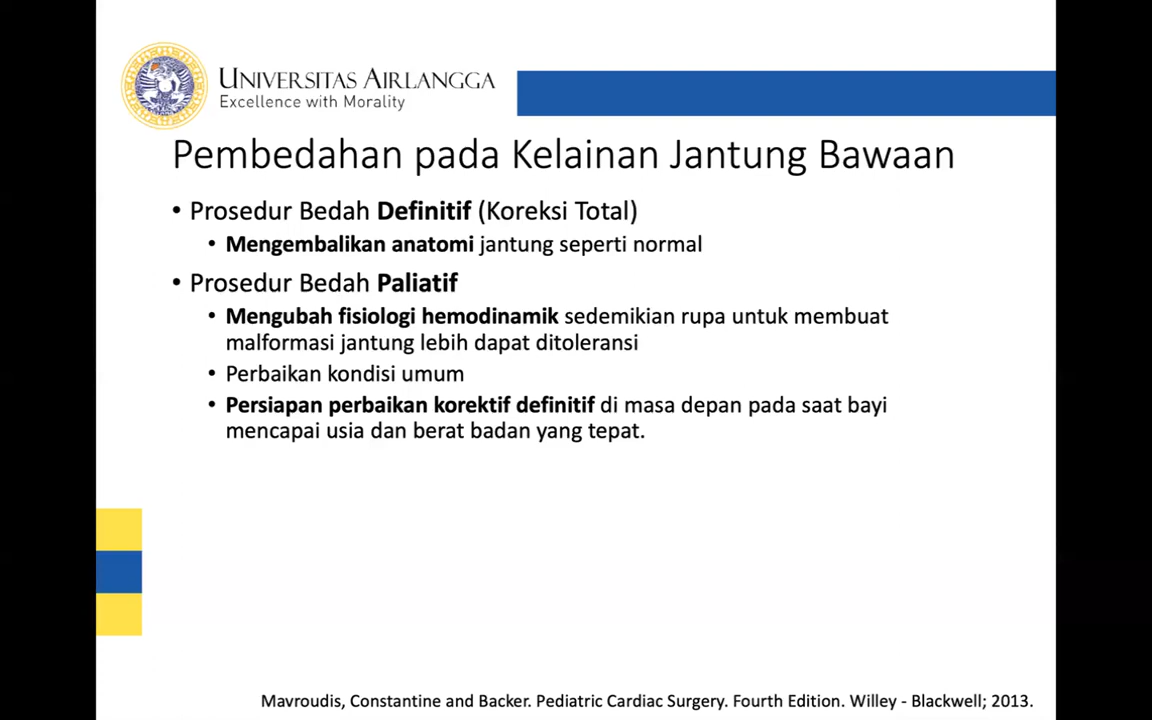 UNIVERSITAS AIRLANGGA
Excellence with Morality
Pembedahan pada Kelainan Jantung Bawaan
• Prosedur Bedah Definitif (Koreksi Total)
• Mengembalikan anatomi jantung seperti normal
• Prosedur Bedah Paliatif
• Mengubah fisiologi hemodinamik sedemikian rupa untuk membuat
malformasi jantung lebih dapat ditoleransi
• Perbaikan kondisi umum
• Persiapan perbaikan korektif definitif di masa depan pada saat bayi
mencapai usia dan berat badan yang tepat.
Mavroudis, Constantine and Backer. Pediatric Cardiac Surgery. Fourth Edition. Willey - Blackwell; 2013.